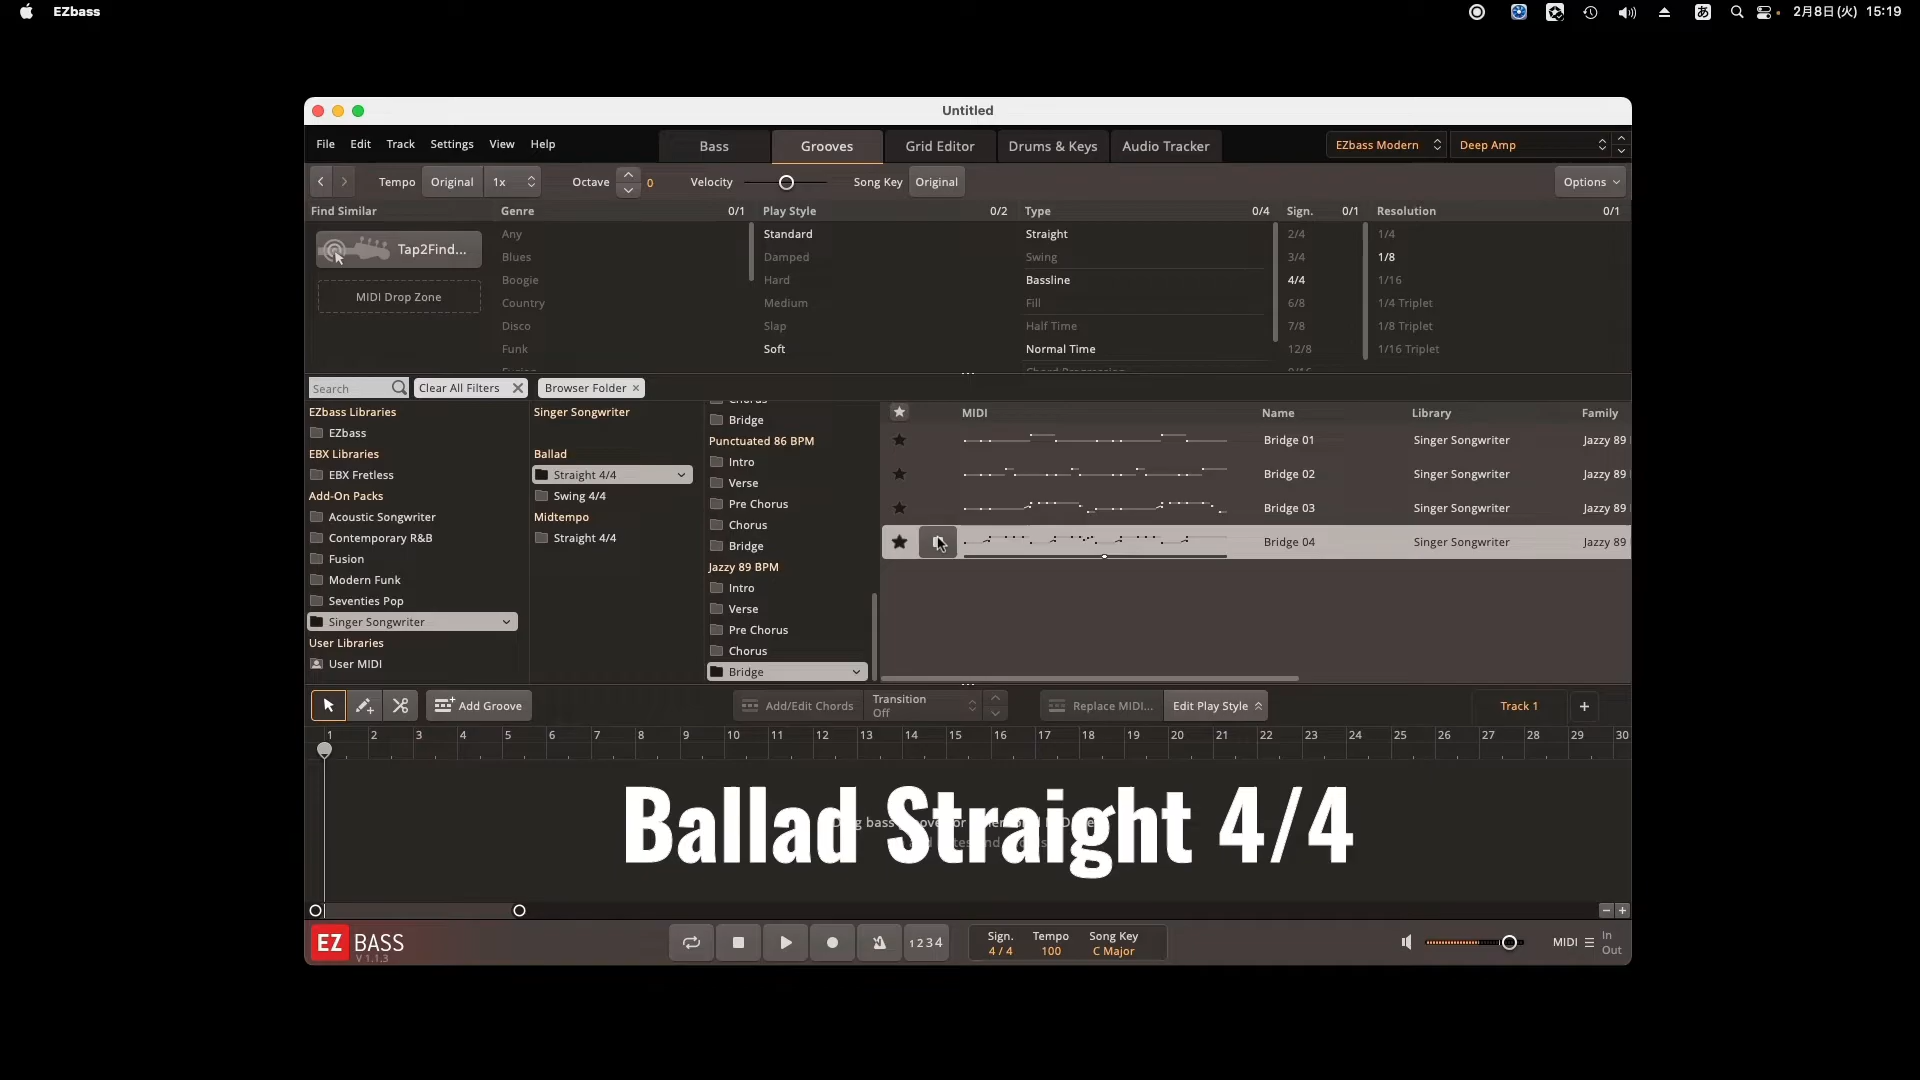 EZbass
あ
2月8日(火) 15:19
Untitled
File Edit Track Settings View Help
Bass Grooves Grid Editor Drums & Keys Audio Tracker
EZbass Modern Deep Amp
Tempo Original 1x Octave 0 Velocity Song Key Original Options
Find Similar Genre 0/1 Play Style 0/2 Type 0/4 Sign. 0/1 Resolution 0/1
Tap2Find...
MIDI Drop Zone
Any
Blues
Boogie
Country
Disco
Funk
Standard
Damped
Hard
Medium
Slap
Soft
Straight
Swing
Bassline
Fill
Half Time
Normal Time
2/4
3/4
4/4
6/8
7/8
12/8
1/4
1/8
1/16
1/4 Triplet
1/8 Triplet
1/16 Triplet
Search Clear All Filters Browser Folder
EZbass Libraries
EZbass
EBX Libraries
EBX Fretless
Add-On Packs
Acoustic Songwriter
Contemporary R&B
Fusion
Modern Funk
Seventies Pop
Singer Songwriter
User Libraries
User MIDI
Singer Songwriter
Ballad
Straight 4/4
Swing 4/4
Midtempo
Straight 4/4
Chorus
Bridge
Punctuated 86 BPM
Intro
Verse
Pre Chorus
Chorus
Bridge
Jazzy 89 BPM
Intro
Verse
Pre Chorus
Chorus
Bridge
MIDI Name Library Family
Bridge 01 Singer Songwriter Jazzy 89
Bridge 02 Singer Songwriter Jazzy 89
Bridge 03 Singer Songwriter Jazzy 89
Bridge 04 Singer Songwriter Jazzy 89
Add Groove Add/Edit Chords Transition
Off
Replace MIDI... Edit Play Style Track 1 +
1 2 3 4 5 6 7 8 9 10 11 12 13 14 15 16 17 18 19 20 21 22 23 24 25 26 27 28 29 30
Ballad Straight 4/4
EZ BASS
V 1.1.3
1 2 3 4
Sign. Tempo Song Key
4 / 4 100 C Major
MIDI In
Out